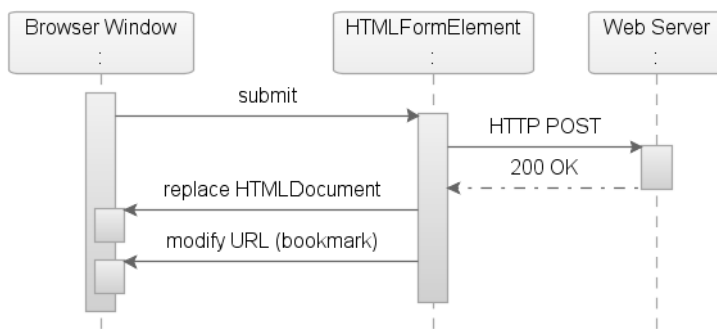 Browser Window
:
HTMLFormElement
:
Web Server
:
submit
HTTP POST
200 OK
replace HTMLDocument
modify URL (bookmark)